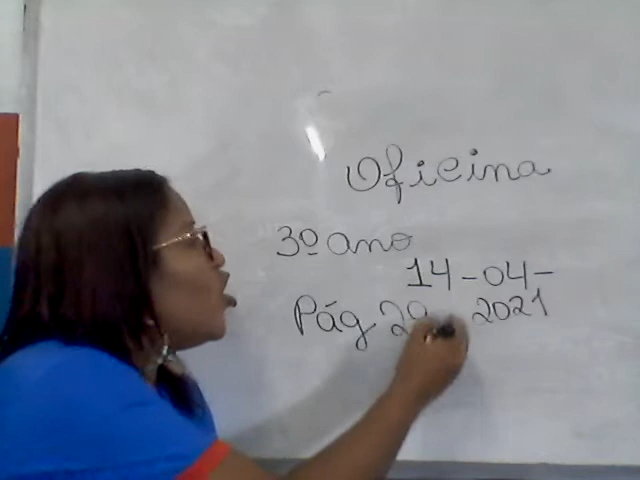 Oficina
3º ano
14-04-
2021
Pág 29